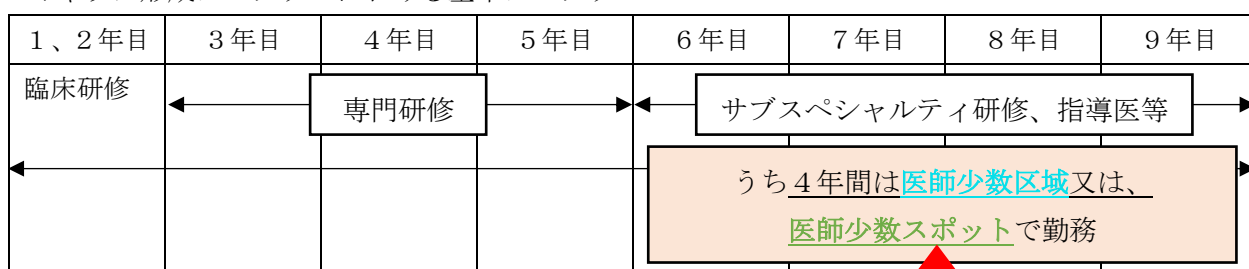 １、２年目 ３年目 ４年目 ５年目 ６年目 ７年目 ８年目 ９年目
臨床研修
専門研修 サブスペシャルティ研修、指導医等
うち４年間は医師少数区域又は、
医師少数スポットで勤務